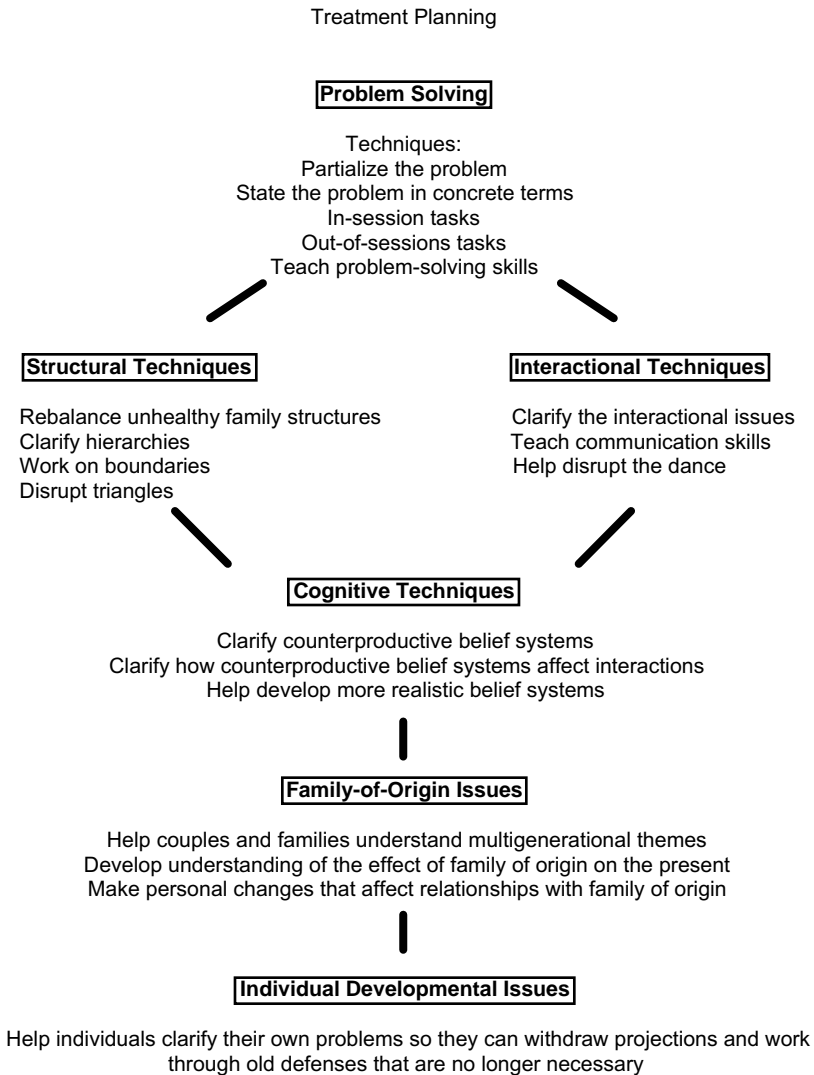 Treatment Planning
Problem Solving
Techniques:
Partialize the problem
State the problem in concrete terms
In-session tasks
Out-of-sessions tasks
Teach problem-solving skills
Structural Techniques
Rebalance unhealthy family structures
Clarify hierarchies
Work on boundaries
Disrupt triangles
Interactional Techniques
Clarify the interactional issues
Teach communication skills
Help disrupt the dance
Cognitive Techniques
Clarify counterproductive belief systems
Clarify how counterproductive belief systems affect interactions
Help develop more realistic belief systems
Family-of-Origin Issues
Help couples and families understand multigenerational themes
Develop understanding of the effect of family of origin on the present
Make personal changes that affect relationships with family of origin
Individual Developmental Issues
Help individuals clarify their own problems so they can withdraw projections and work
through old defenses that are no longer necessary